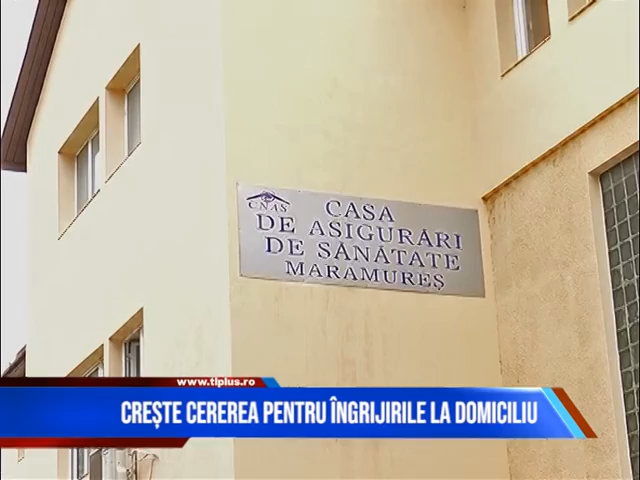 CNAS
CASA
DE ASIGURĂRI
DE SĂNĂTATE
MARAMUREȘ
www.tlplus.ro
CREȘTE CEREREA PENTRU ÎNGRIJIRILE LA DOMICILIU